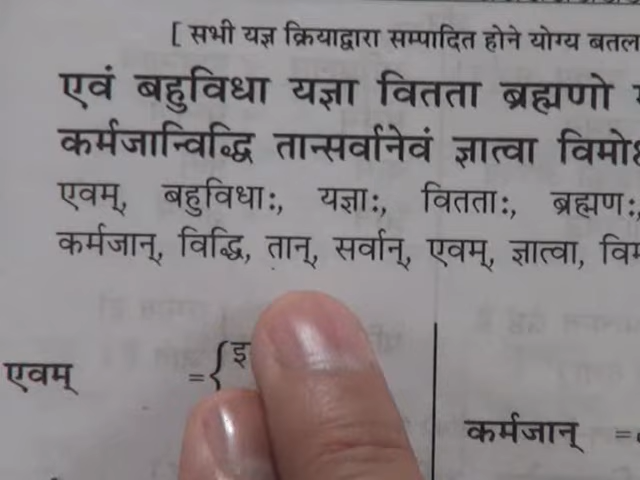 [ सभी यज्ञ क्रियाद्वारा सम्पादित होने योग्य
एवं बहुविधा यज्ञा वितता ब्रह्मणो
कर्मजान्विद्धि तान्सर्वानेवं ज्ञात्वा
एवम्, बहुविधाः, यज्ञाः, वितताः, ब्रह्मणः,
कर्मजान्, विद्धि, तान्, सर्वान्, एवम्, ज्ञात्वा,
एवम् ={
कर्मजान् =